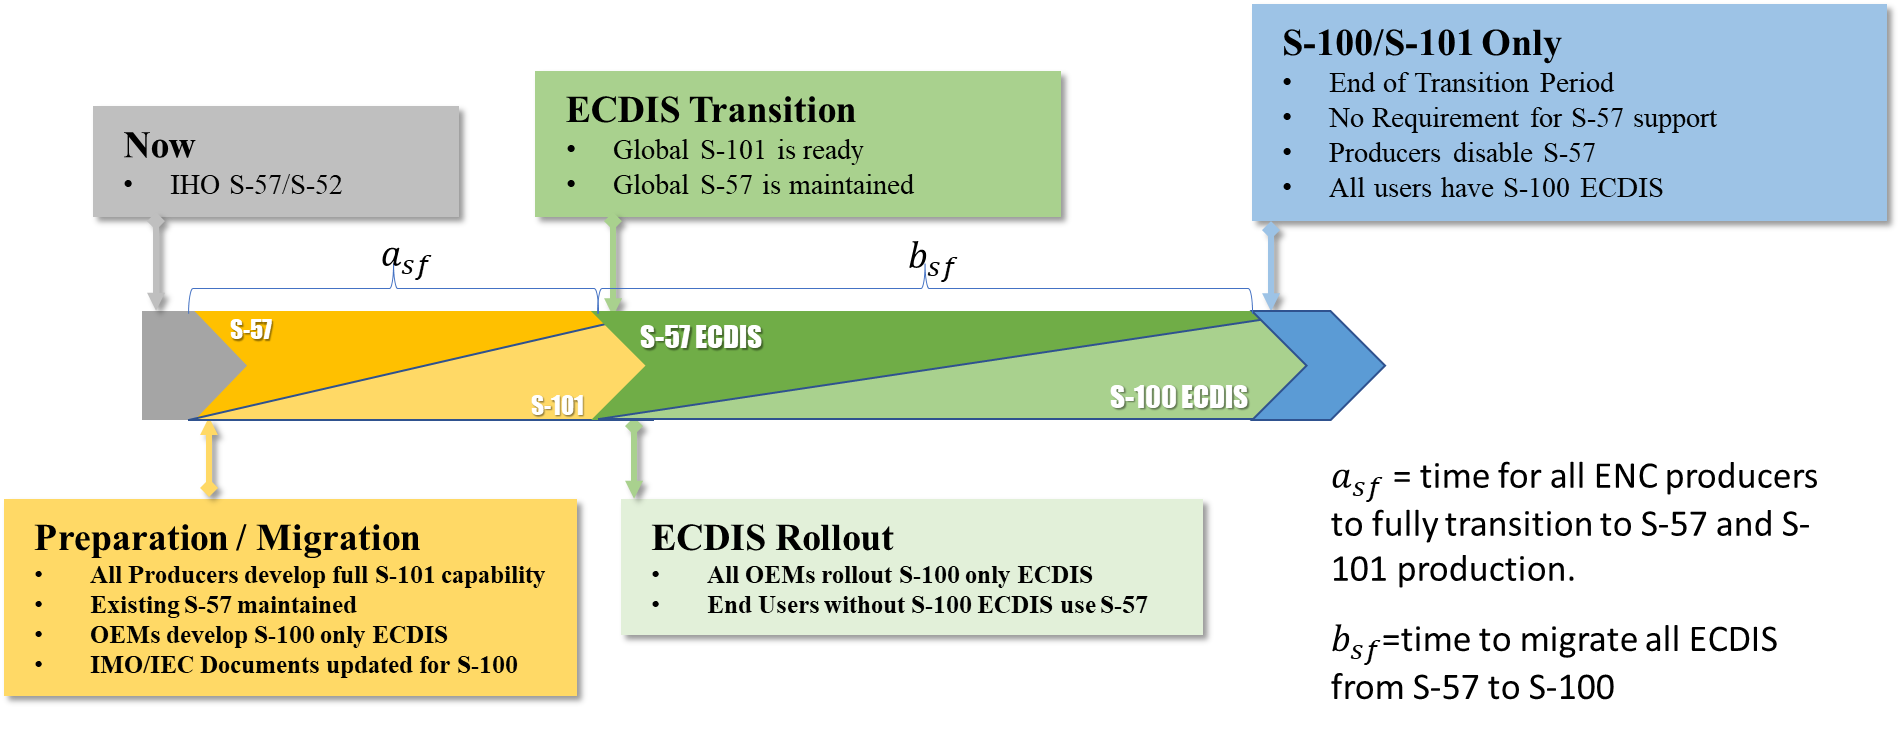 S-100/S-101 Only
• End of Transition Period
• No Requirement for S-57 support
• Producers disable S-57
• All users have S-100 ECDIS
ECDIS Transition
• Global S-101 is ready
• Global S-57 is maintained
Now
• IHO S-57/S-52
a_sf
b_sf
S-57
S-101
S-57 ECDIS
S-100 ECDIS
Preparation / Migration
• All Producers develop full S-101 capability
• Existing S-57 maintained
• OEMs develop S-100 only ECDIS
• IMO/IEC Documents updated for S-100
ECDIS Rollout
• All OEMs rollout S-100 only ECDIS
• End Users without S-100 ECDIS use S-57
a_sf = time for all ENC producers
to fully transition to S-57 and S-
101 production.
b_sf=time to migrate all ECDIS
from S-57 to S-100